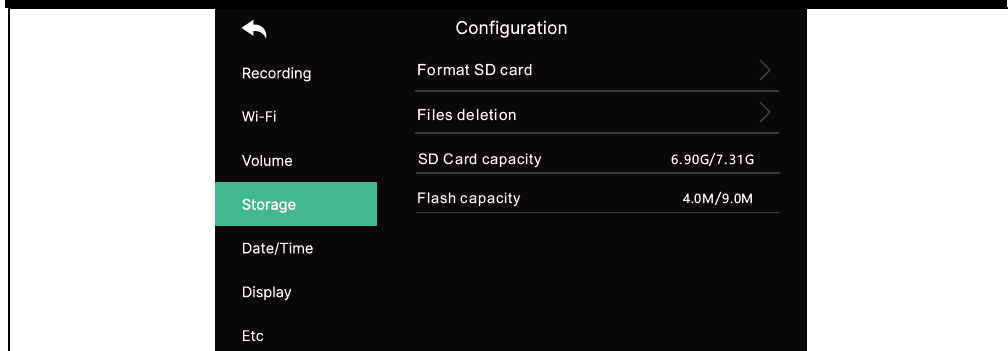 Configuration
Recording
Wi-Fi
Volume
Storage
Date/Time
Display
Etc
Format SD card
Files deletion
SD Card capacity 6.90G/7.31G
Flash capacity 4.0M/9.0M